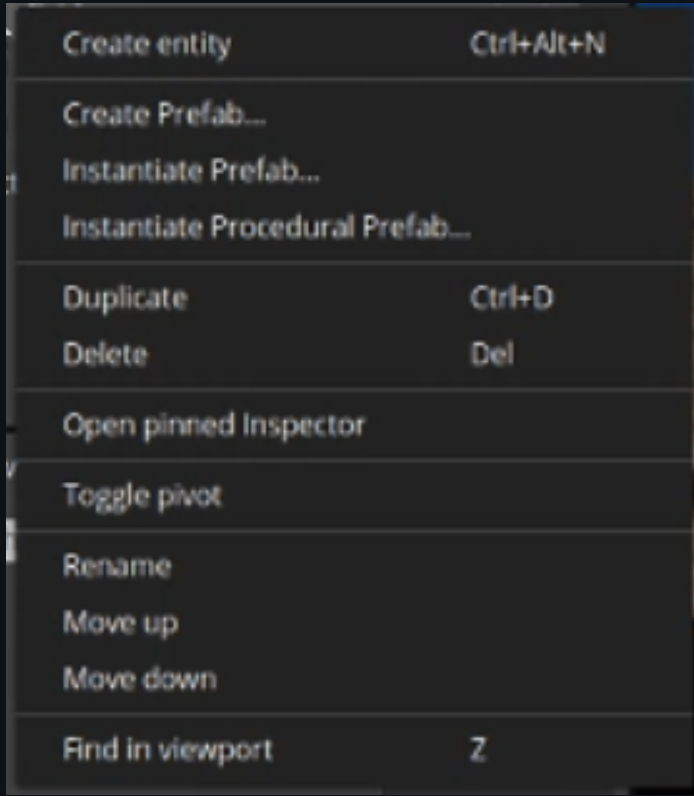 Create entity Ctrl+Alt+N
Create Prefab...
Instantiate Prefab...
Instantiate Procedural Prefab...
Duplicate Ctrl+D
Delete Del
Open pinned Inspector
Toggle pivot
Rename
Move up
Move down
Find in viewport Z